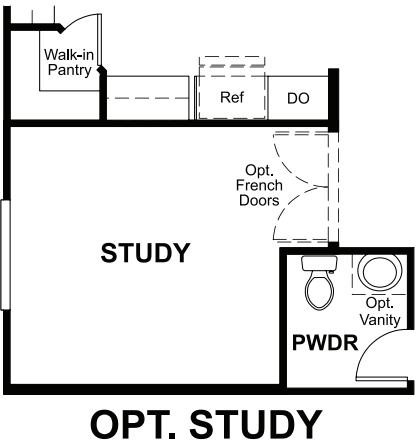 Walk-in
Pantry
Ref
DO
Opt.
French
Doors
STUDY
Opt.
Vanity
PWDR
OPT. STUDY